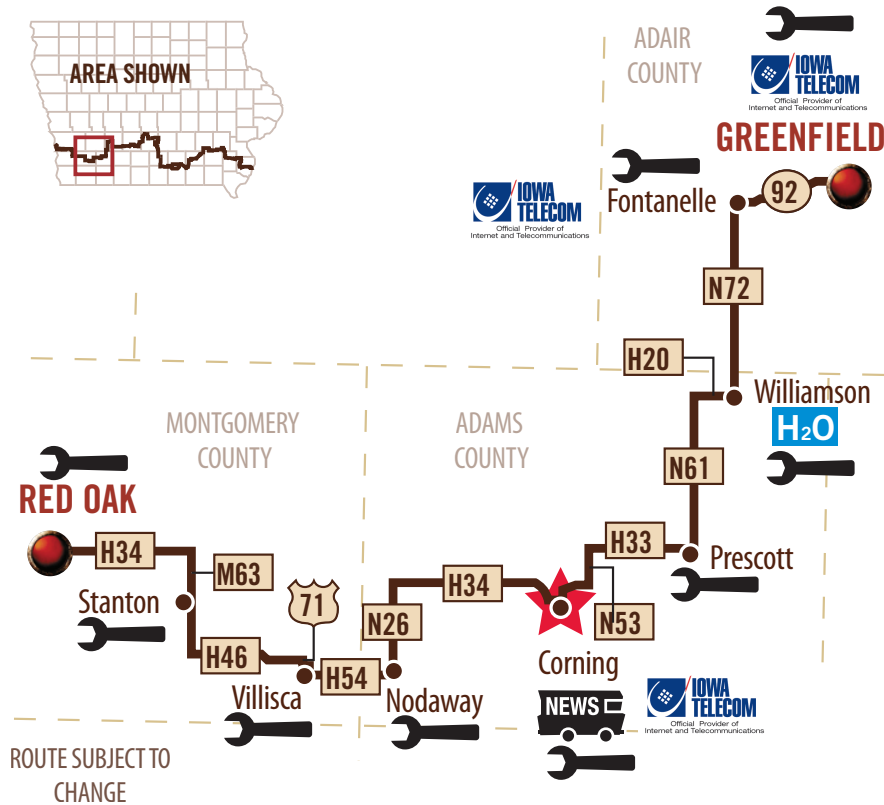 AREA SHOWN
ADAIR
COUNTY
IOWA
TELECOM
Official Provider of
Internet and Telecommunications
GREENFIELD
Fontanelle
92
IOWA
TELECOM
Official Provider of
Internet and Telecommunications
N72
H20
Williamson
H2O
MONTGOMERY
COUNTY
ADAMS
COUNTY
N61
RED OAK
H34
M63
Stanton
71
H46
Villisca
H54
N26
Nodaway
H34
H33
Prescott
N53
Corning
NEWS
IOWA
TELECOM
Official Provider of
Internet and Telecommunications
ROUTE SUBJECT TO
CHANGE